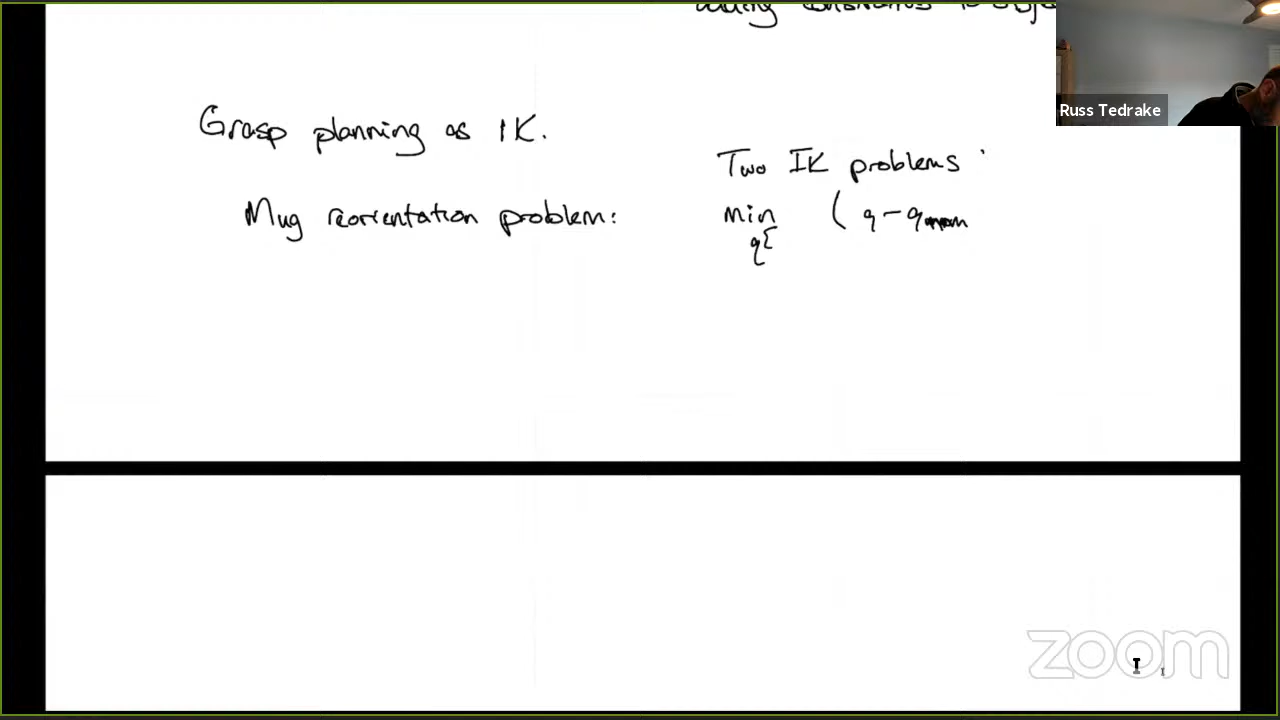 Russ Tedrake
Grasp planning as IK.
Two IK problems
Mug reorientation problem:
min ( q - q
q
zoom